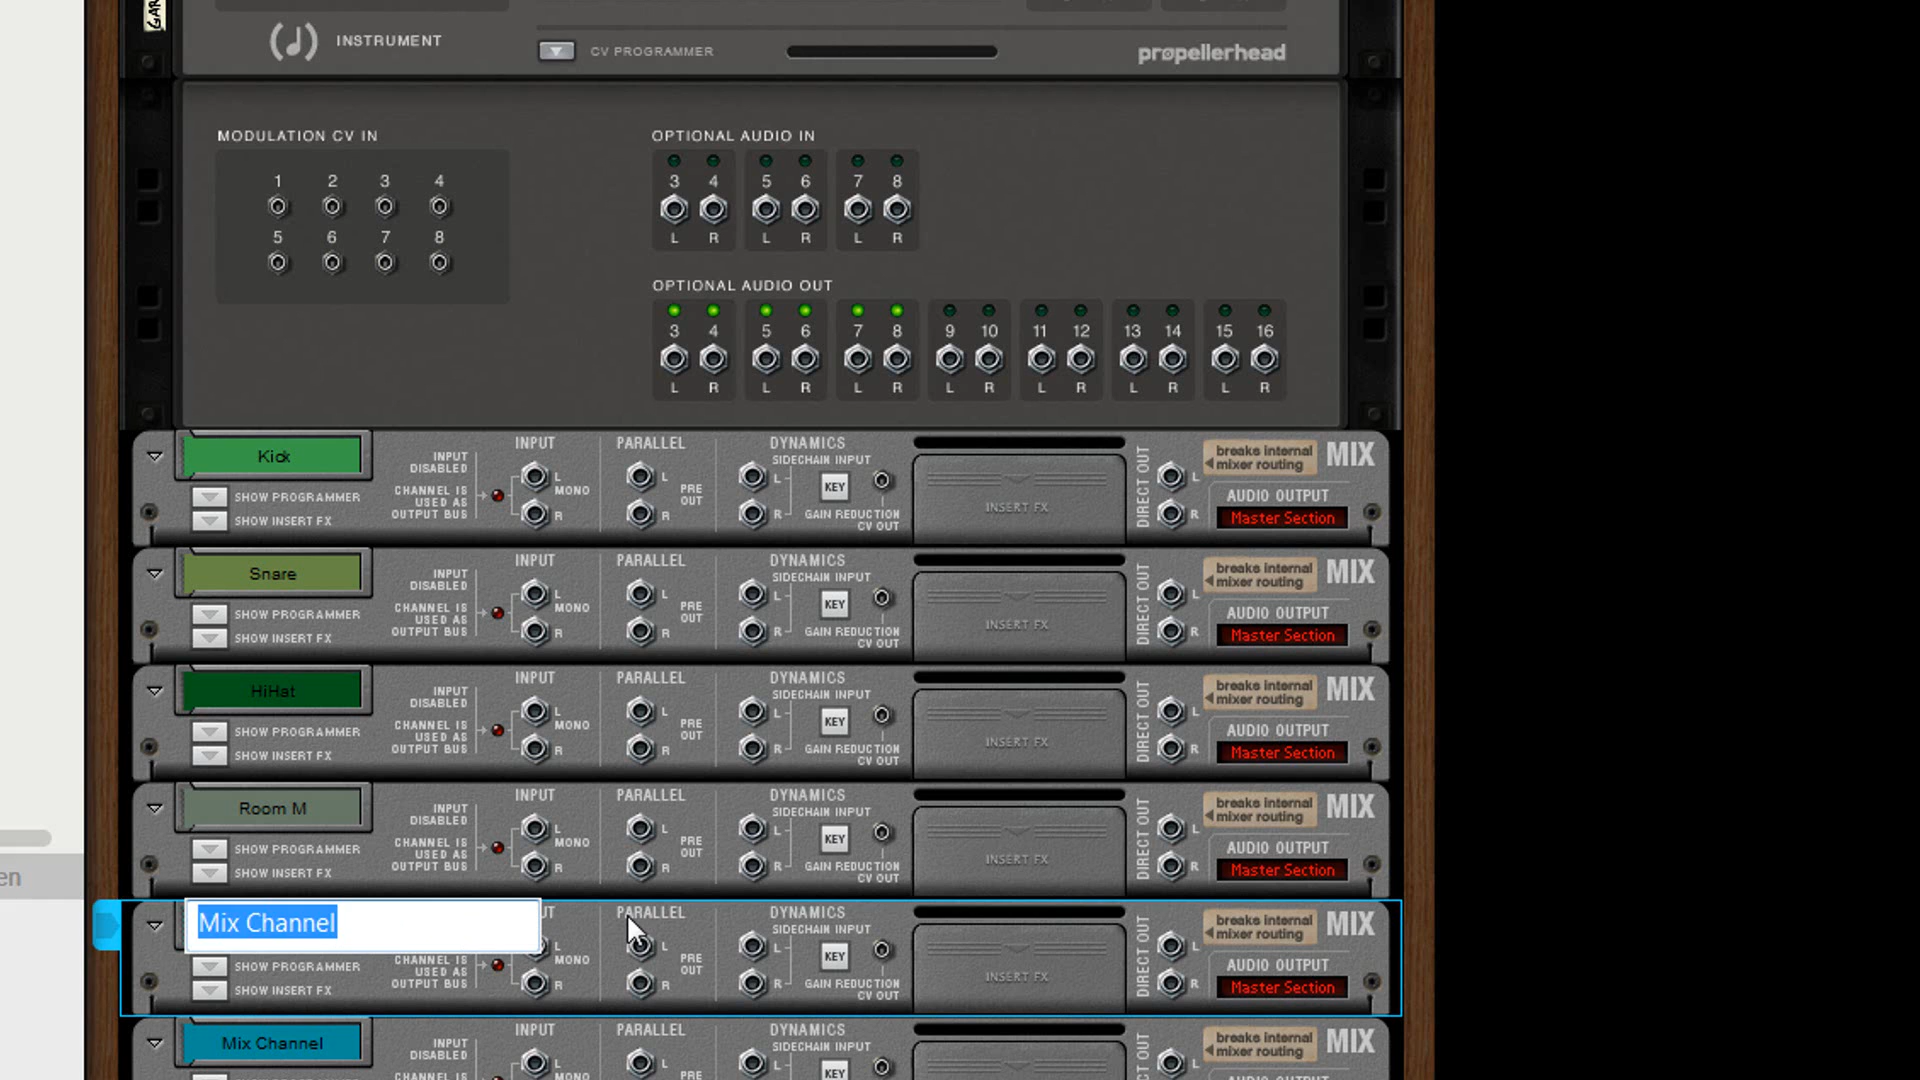 GAR
INSTRUMENT
CV PROGRAMMER
propellerhead
MODULATION CV IN
1 2 3 4
5 6 7 8
OPTIONAL AUDIO IN
3 4 5 6 7 8
L R L R L R
OPTIONAL AUDIO OUT
3 4 5 6 7 8 9 10 11 12 13 14 15 16
L R L R L R L R L R L R L R
Kick
SHOW PROGRAMMER
SHOW INSERT FX
INPUT DISABLED
CHANNEL IS USED AS OUTPUT BUS
INPUT
L
MONO
R
PARALLEL
L
PRE OUT
R
DYNAMICS
SIDECHAIN INPUT
L
KEY
R
GAIN REDUCTION
CV OUT
INSERT FX
DIRECT OUT
L
R
breaks internal
mixer routing
MIX
AUDIO OUTPUT
Master Section
Snare
SHOW PROGRAMMER
SHOW INSERT FX
INPUT DISABLED
CHANNEL IS USED AS OUTPUT BUS
INPUT
L
MONO
R
PARALLEL
L
PRE OUT
R
DYNAMICS
SIDECHAIN INPUT
L
KEY
R
GAIN REDUCTION
CV OUT
INSERT FX
DIRECT OUT
L
R
breaks internal
mixer routing
MIX
AUDIO OUTPUT
Master Section
HiHat
SHOW PROGRAMMER
SHOW INSERT FX
INPUT DISABLED
CHANNEL IS USED AS OUTPUT BUS
INPUT
L
MONO
R
PARALLEL
L
PRE OUT
R
DYNAMICS
SIDECHAIN INPUT
L
KEY
R
GAIN REDUCTION
CV OUT
INSERT FX
DIRECT OUT
L
R
breaks internal
mixer routing
MIX
AUDIO OUTPUT
Master Section
Room M
SHOW PROGRAMMER
SHOW INSERT FX
INPUT DISABLED
CHANNEL IS USED AS OUTPUT BUS
INPUT
L
MONO
R
PARALLEL
L
PRE OUT
R
DYNAMICS
SIDECHAIN INPUT
L
KEY
R
GAIN REDUCTION
CV OUT
INSERT FX
DIRECT OUT
L
R
breaks internal
mixer routing
MIX
AUDIO OUTPUT
Master Section
en
Mix Channel
SHOW PROGRAMMER
SHOW INSERT FX
CHANNEL IS USED AS OUTPUT BUS
UT
L
MONO
R
PARALLEL
L
PRE OUT
R
DYNAMICS
SIDECHAIN INPUT
L
KEY
R
GAIN REDUCTION
CV OUT
INSERT FX
DIRECT OUT
L
R
breaks internal
mixer routing
MIX
AUDIO OUTPUT
Master Section
Mix Channel
INPUT DISABLED
CHANNEL IS
INPUT
L
MONO
PARALLEL
L
PRE
DYNAMICS
SIDECHAIN INPUT
L
KEY
L
breaks internal
mixer routing
MIX
AUDIO OUTPUT